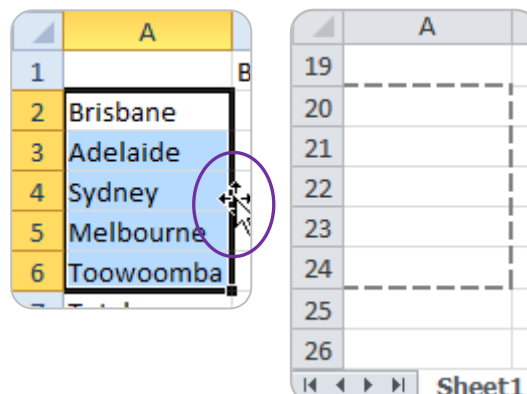 A
1 B
2 Brisbane
3 Adelaide
4 Sydney
5 Melbourne
6 Toowoomba
A
19
20
21
22
23
24
25
26
Sheet1